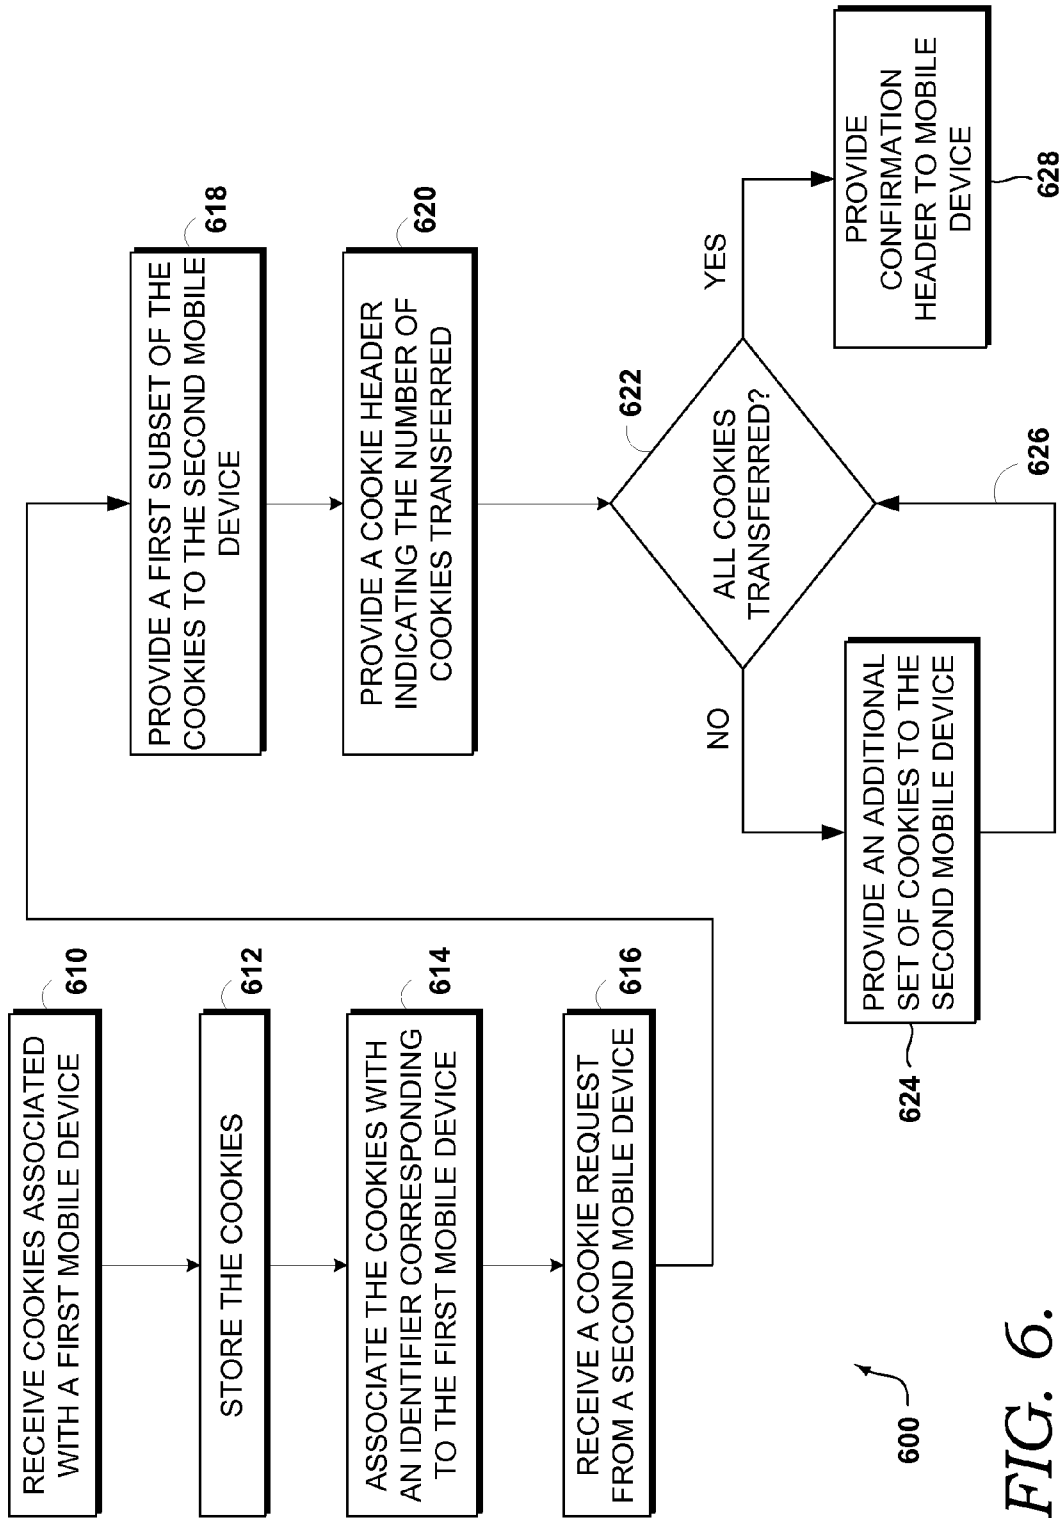 RECEIVE COOKIES ASSOCIATED
WITH A FIRST MOBILE DEVICE
610
STORE THE COOKIES
612
ASSOCIATE THE COOKIES WITH
AN IDENTIFIER CORRESPONDING
TO THE FIRST MOBILE DEVICE
614
RECEIVE A COOKIE REQUEST
FROM A SECOND MOBILE DEVICE
616
PROVIDE A FIRST SUBSET OF THE
COOKIES TO THE SECOND MOBILE
DEVICE
618
PROVIDE A COOKIE HEADER
INDICATING THE NUMBER OF
COOKIES TRANSFERRED
620
ALL COOKIES
TRANSFERRED?
622
NO
YES
PROVIDE AN ADDITIONAL
SET OF COOKIES TO THE
SECOND MOBILE DEVICE
624
626
PROVIDE
CONFIRMATION
HEADER TO MOBILE
DEVICE
628
600
FIG. 6.